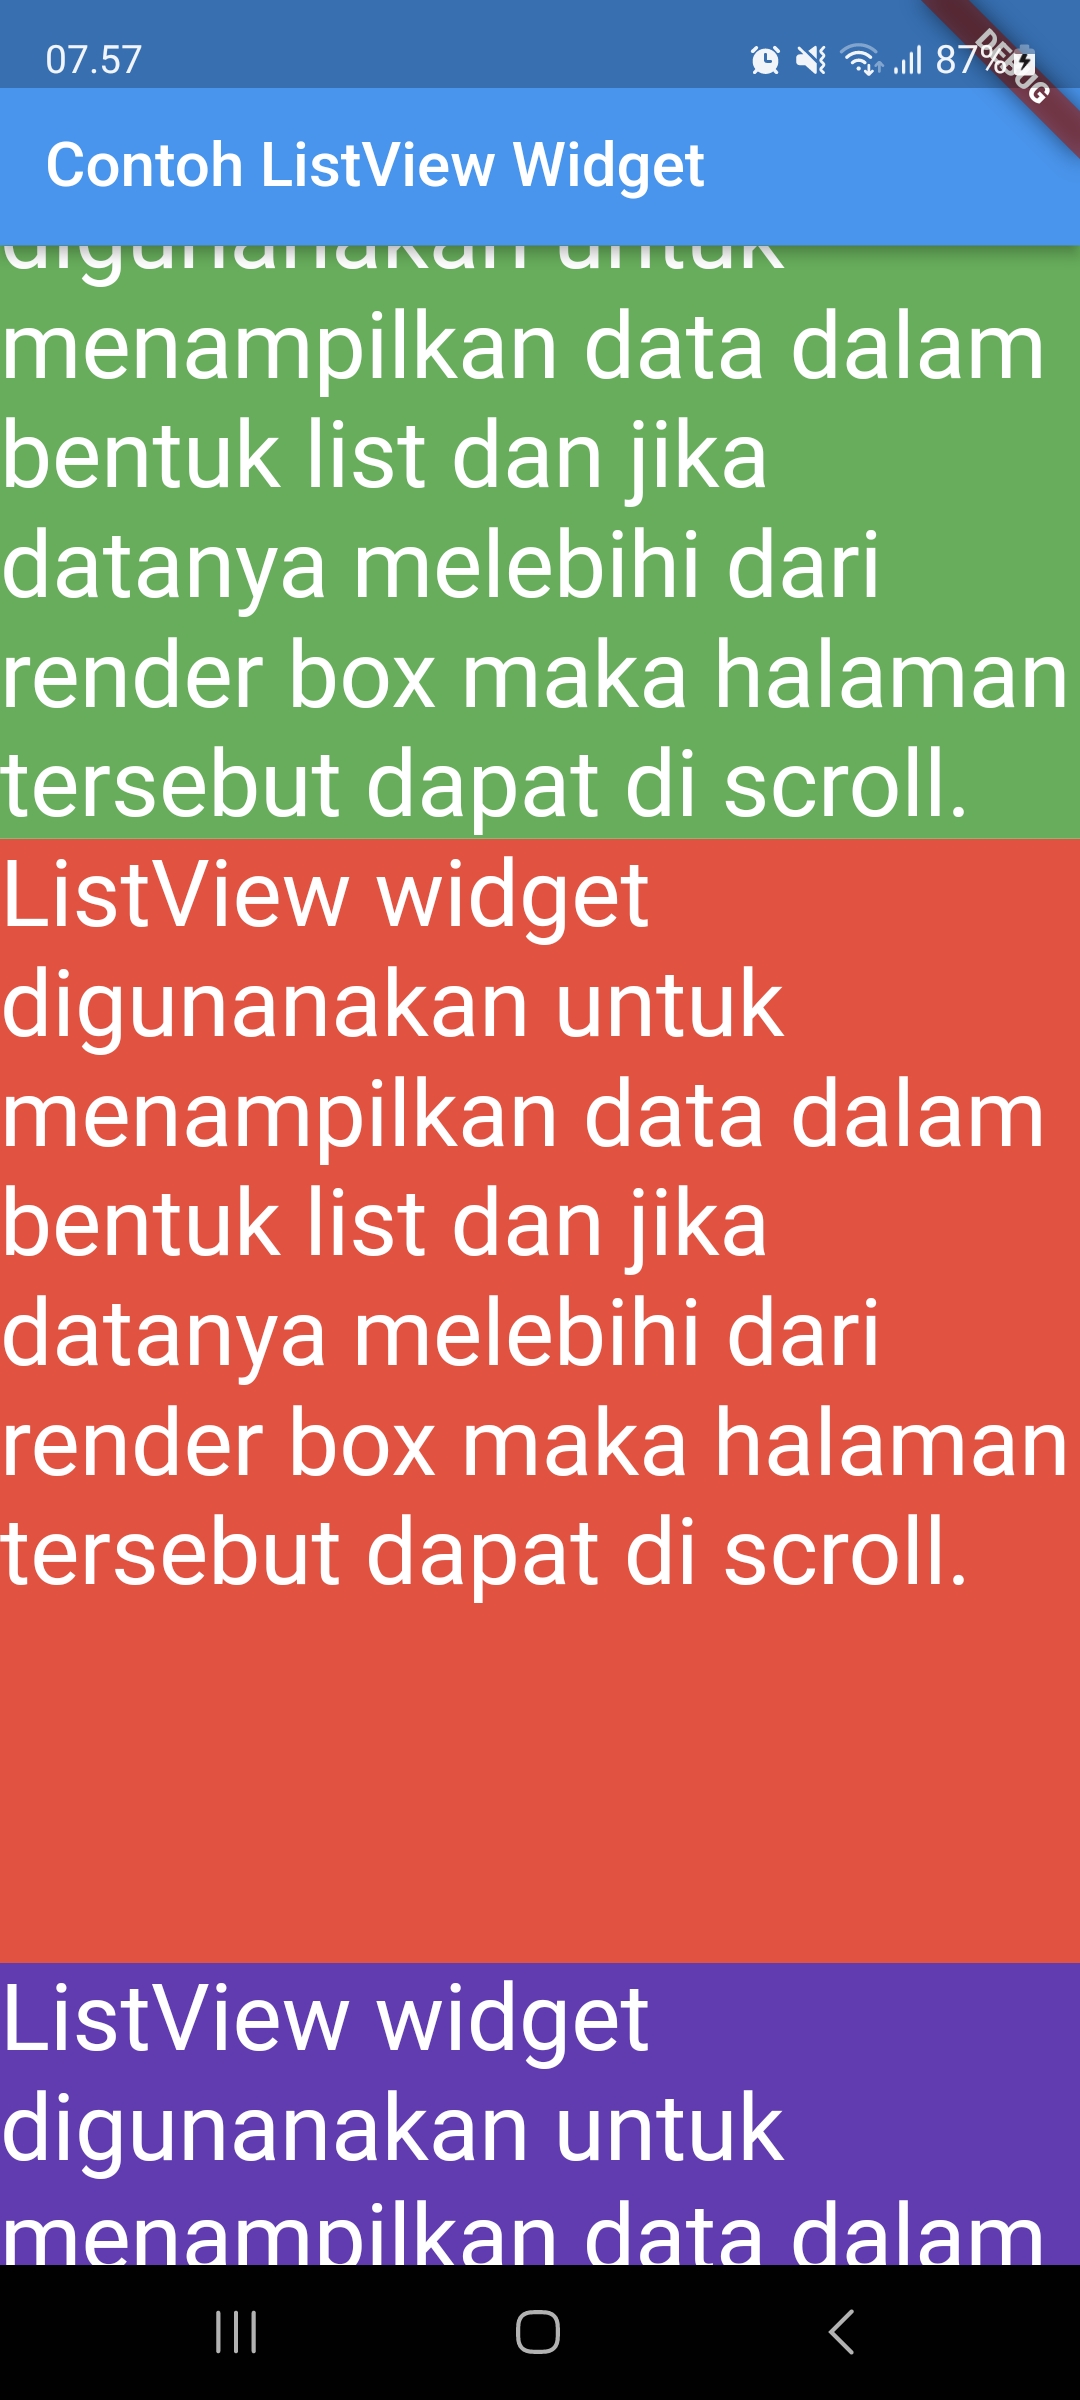 07.57
87%
DEBUG
Contoh ListView Widget
digunanakan untuk
menampilkan data dalam
bentuk list dan jika
datanya melebihi dari
render box maka halaman
tersebut dapat di scroll.
ListView widget
digunanakan untuk
menampilkan data dalam
bentuk list dan jika
datanya melebihi dari
render box maka halaman
tersebut dapat di scroll.
ListView widget
digunanakan untuk
menampilkan data dalam